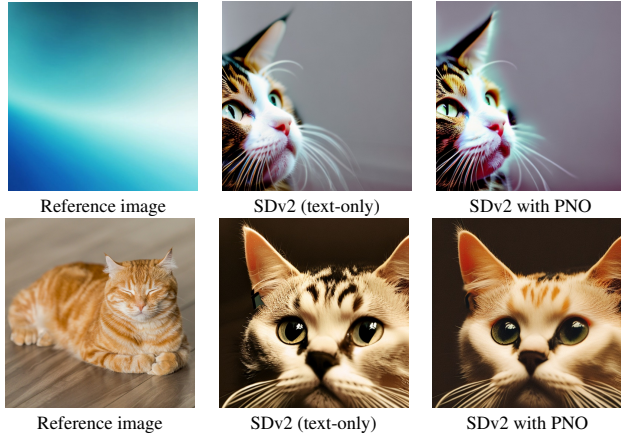 Reference image
SDv2 (text-only)
SDv2 with PNO
Reference image
SDv2 (text-only)
SDv2 with PNO